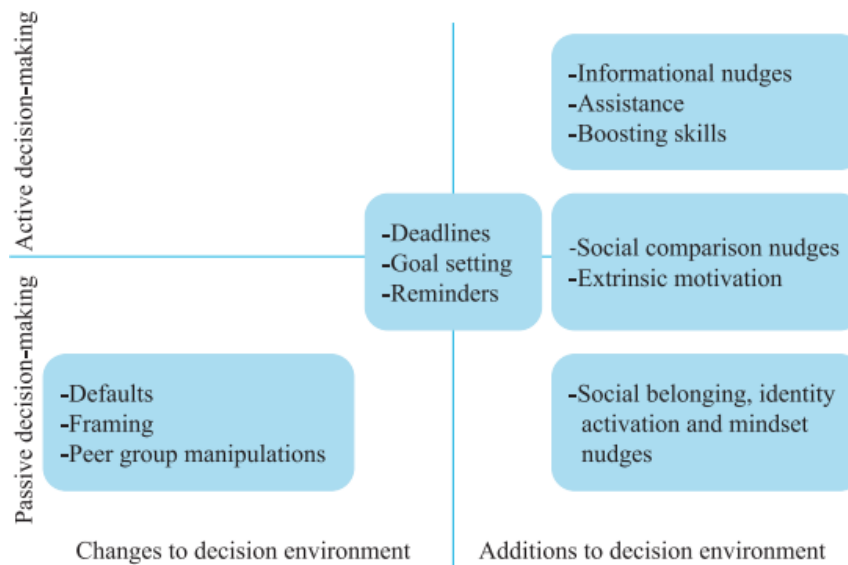 Active decision-making
-Informational nudges
-Assistance
-Boosting skills
-Deadlines
-Goal setting
-Reminders
-Social comparison nudges
-Extrinsic motivation
Passive decision-making
-Defaults
-Framing
-Peer group manipulations
-Social belonging, identity
activation and mindset
nudges
Changes to decision environment
Additions to decision environment